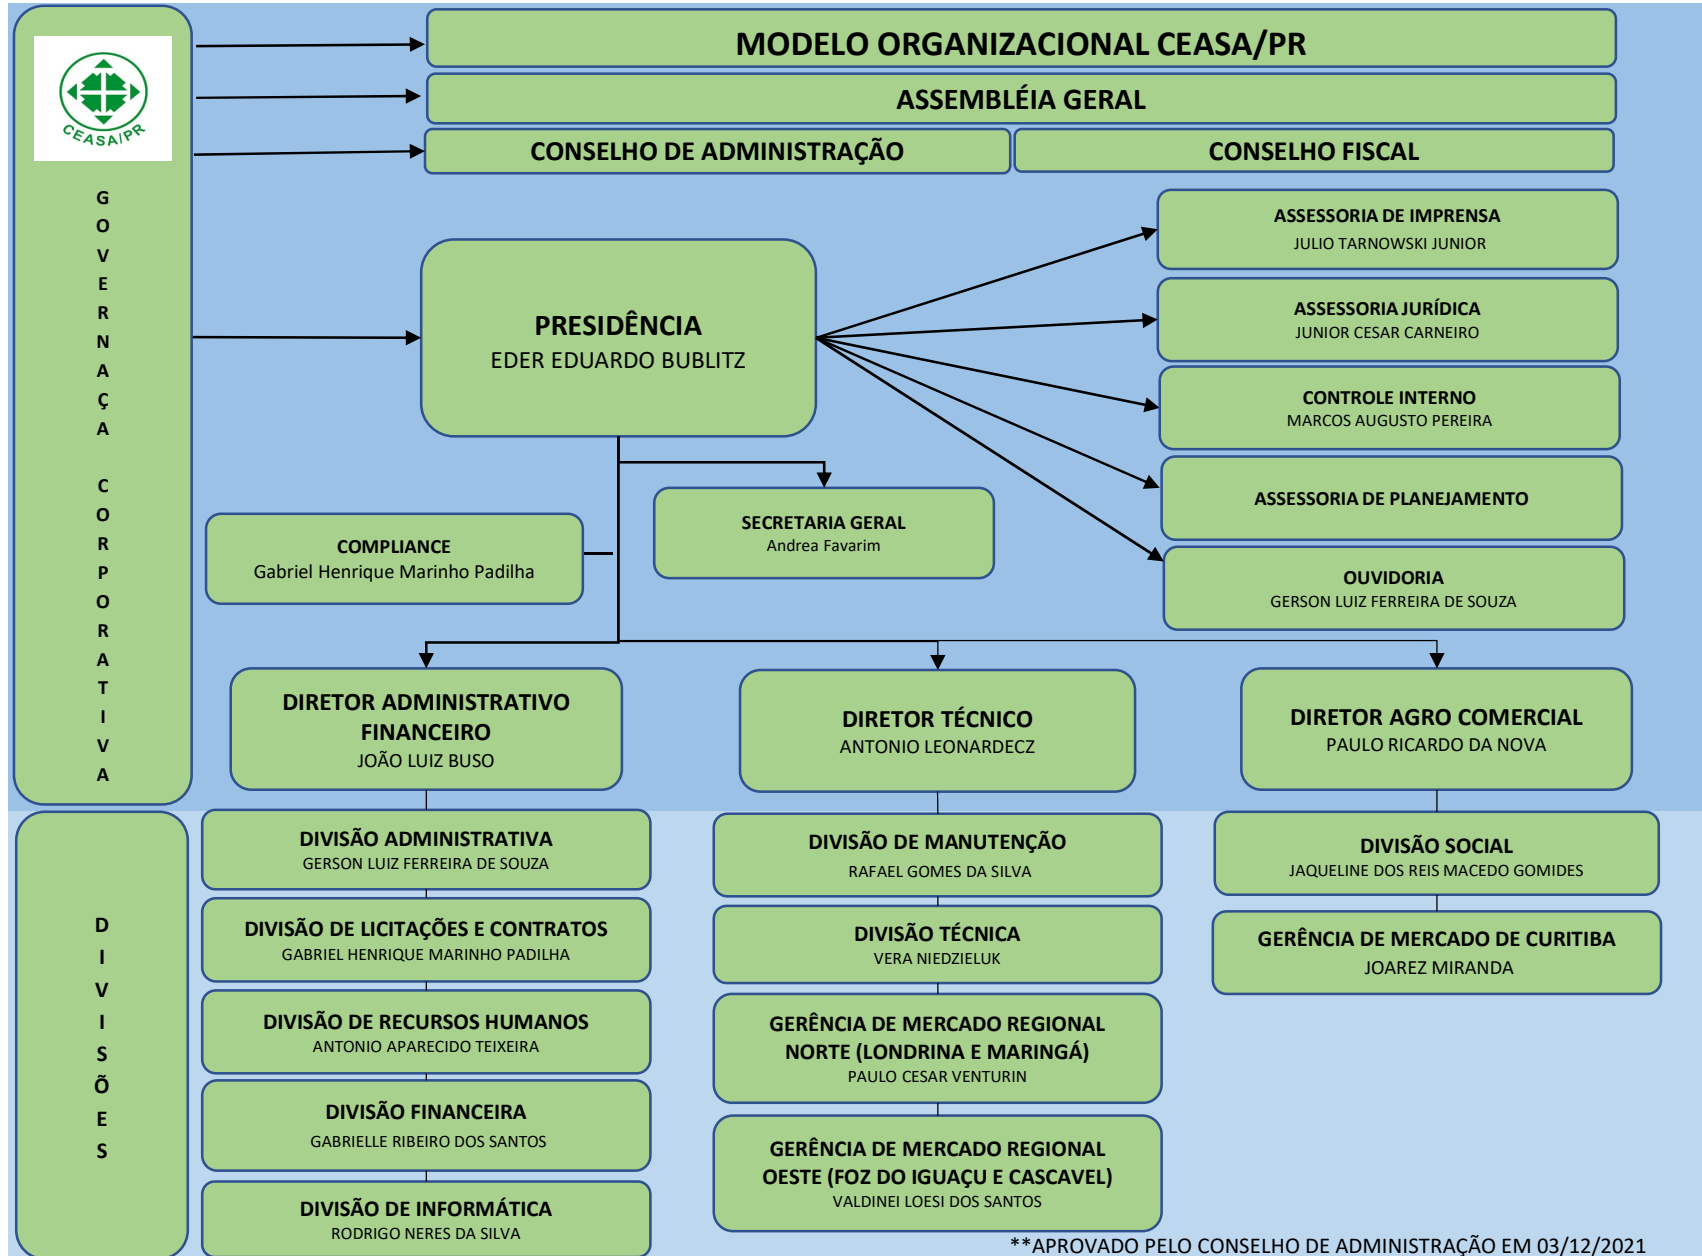 MODELO ORGANIZACIONAL CEASA/PR
ASSEMBLÉIA GERAL
CONSELHO DE ADMINISTRAÇÃO
CONSELHO FISCAL
CEASA/PR
GOVERNAÇA CORPORATIVA
PRESIDÊNCIA
EDER EDUARDO BUBLITZ
ASSESSORIA DE IMPRENSA
JULIO TARNOWSKI JUNIOR
ASSESSORIA JURÍDICA
JUNIOR CESAR CARNEIRO
CONTROLE INTERNO
MARCOS AUGUSTO PEREIRA
ASSESSORIA DE PLANEJAMENTO
OUVIDORIA
GERSON LUIZ FERREIRA DE SOUZA
SECRETARIA GERAL
Andrea Favarim
COMPLIANCE
Gabriel Henrique Marinho Padilha
DIRETOR ADMINISTRATIVO
FINANCEIRO
JOÃO LUIZ BUSO
DIRETOR TÉCNICO
ANTONIO LEONARDECZ
DIRETOR AGRO COMERCIAL
PAULO RICARDO DA NOVA
DIVISÕES
DIVISÃO ADMINISTRATIVA
GERSON LUIZ FERREIRA DE SOUZA
DIVISÃO DE LICITAÇÕES E CONTRATOS
GABRIEL HENRIQUE MARINHO PADILHA
DIVISÃO DE RECURSOS HUMANOS
ANTONIO APARECIDO TEIXEIRA
DIVISÃO FINANCEIRA
GABRIELLE RIBEIRO DOS SANTOS
DIVISÃO DE INFORMÁTICA
RODRIGO NERES DA SILVA
DIVISÃO DE MANUTENÇÃO
RAFAEL GOMES DA SILVA
DIVISÃO TÉCNICA
VERA NIEDZIELUK
GERÊNCIA DE MERCADO REGIONAL
NORTE (LONDRINA E MARINGÁ)
PAULO CESAR VENTURIN
GERÊNCIA DE MERCADO REGIONAL
OESTE (FOZ DO IGUAÇU E CASCAVEL)
VALDINEI LOESI DOS SANTOS
DIVISÃO SOCIAL
JAQUELINE DOS REIS MACEDO GOMIDES
GERÊNCIA DE MERCADO DE CURITIBA
JOAREZ MIRANDA
**APROVADO PELO CONSELHO DE ADMINISTRAÇÃO EM 03/12/2021